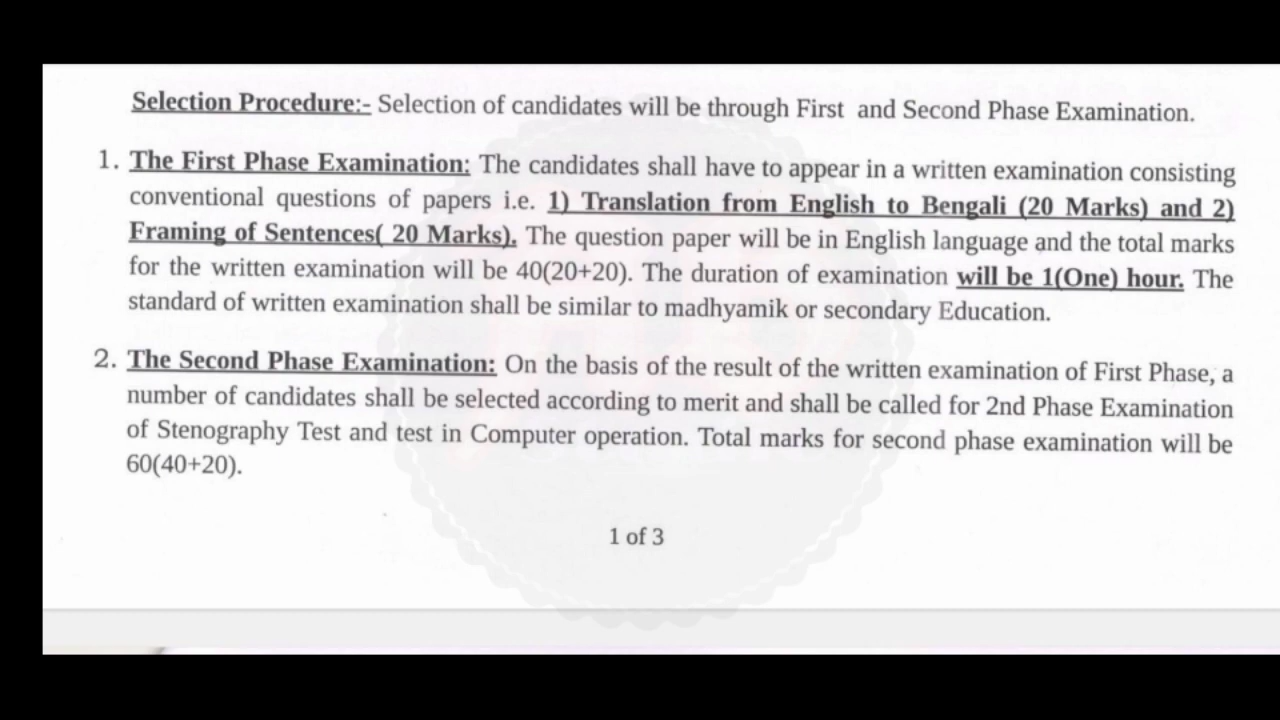 Selection Procedure:- Selection of candidates will be through First and Second Phase Examination.
1. The First Phase Examination: The candidates shall have to appear in a written examination consisting
conventional questions of papers i.e. 1) Translation from English to Bengali (20 Marks) and 2)
Framing of Sentences( 20 Marks). The question paper will be in English language and the total marks
for the written examination will be 40(20+20). The duration of examination will be 1(One) hour. The
standard of written examination shall be similar to madhyamik or secondary Education.
2. The Second Phase Examination: On the basis of the result of the written examination of First Phase, a
number of candidates shall be selected according to merit and shall be called for 2nd Phase Examination
of Stenography Test and test in Computer operation. Total marks for second phase examination will be
60(40+20).
1 of 3